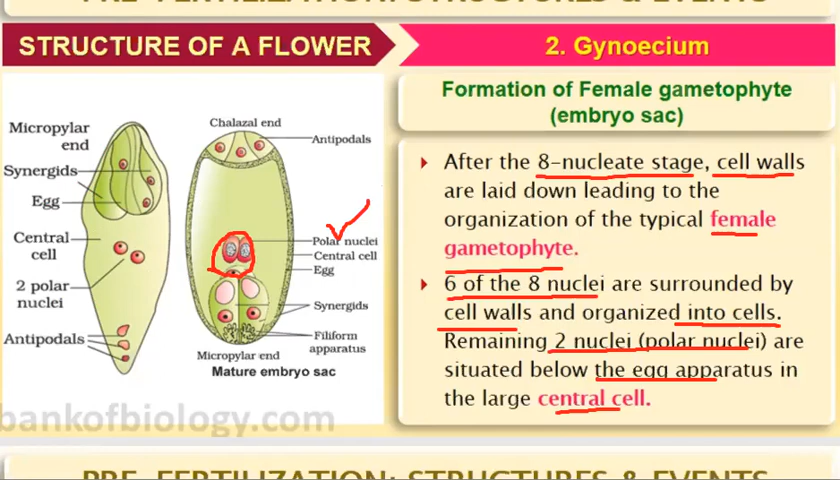 PRE-FERTILIZATION: STRUCTURES & EVENTS
STRUCTURE OF A FLOWER
2. Gynoecium
Micropylar
end
Synergids
Egg
Central
cell
2 polar
nuclei
Antipodals
Chalazal end
Antipodals
Polar nuclei
Central cell
Egg
Synergids
Filiform
apparatus
Micropylar end
Mature embryo sac
bankofbiology.com
Formation of Female gametophyte
(embryo sac)
After the 8-nucleate stage, cell walls
are laid down leading to the
organization of the typical female
gametophyte.
6 of the 8 nuclei are surrounded by
cell walls and organized into cells.
Remaining 2 nuclei (polar nuclei) are
situated below the egg apparatus in
the large central cell.
PRE-FERTILIZATION: STRUCTURES & EVENTS